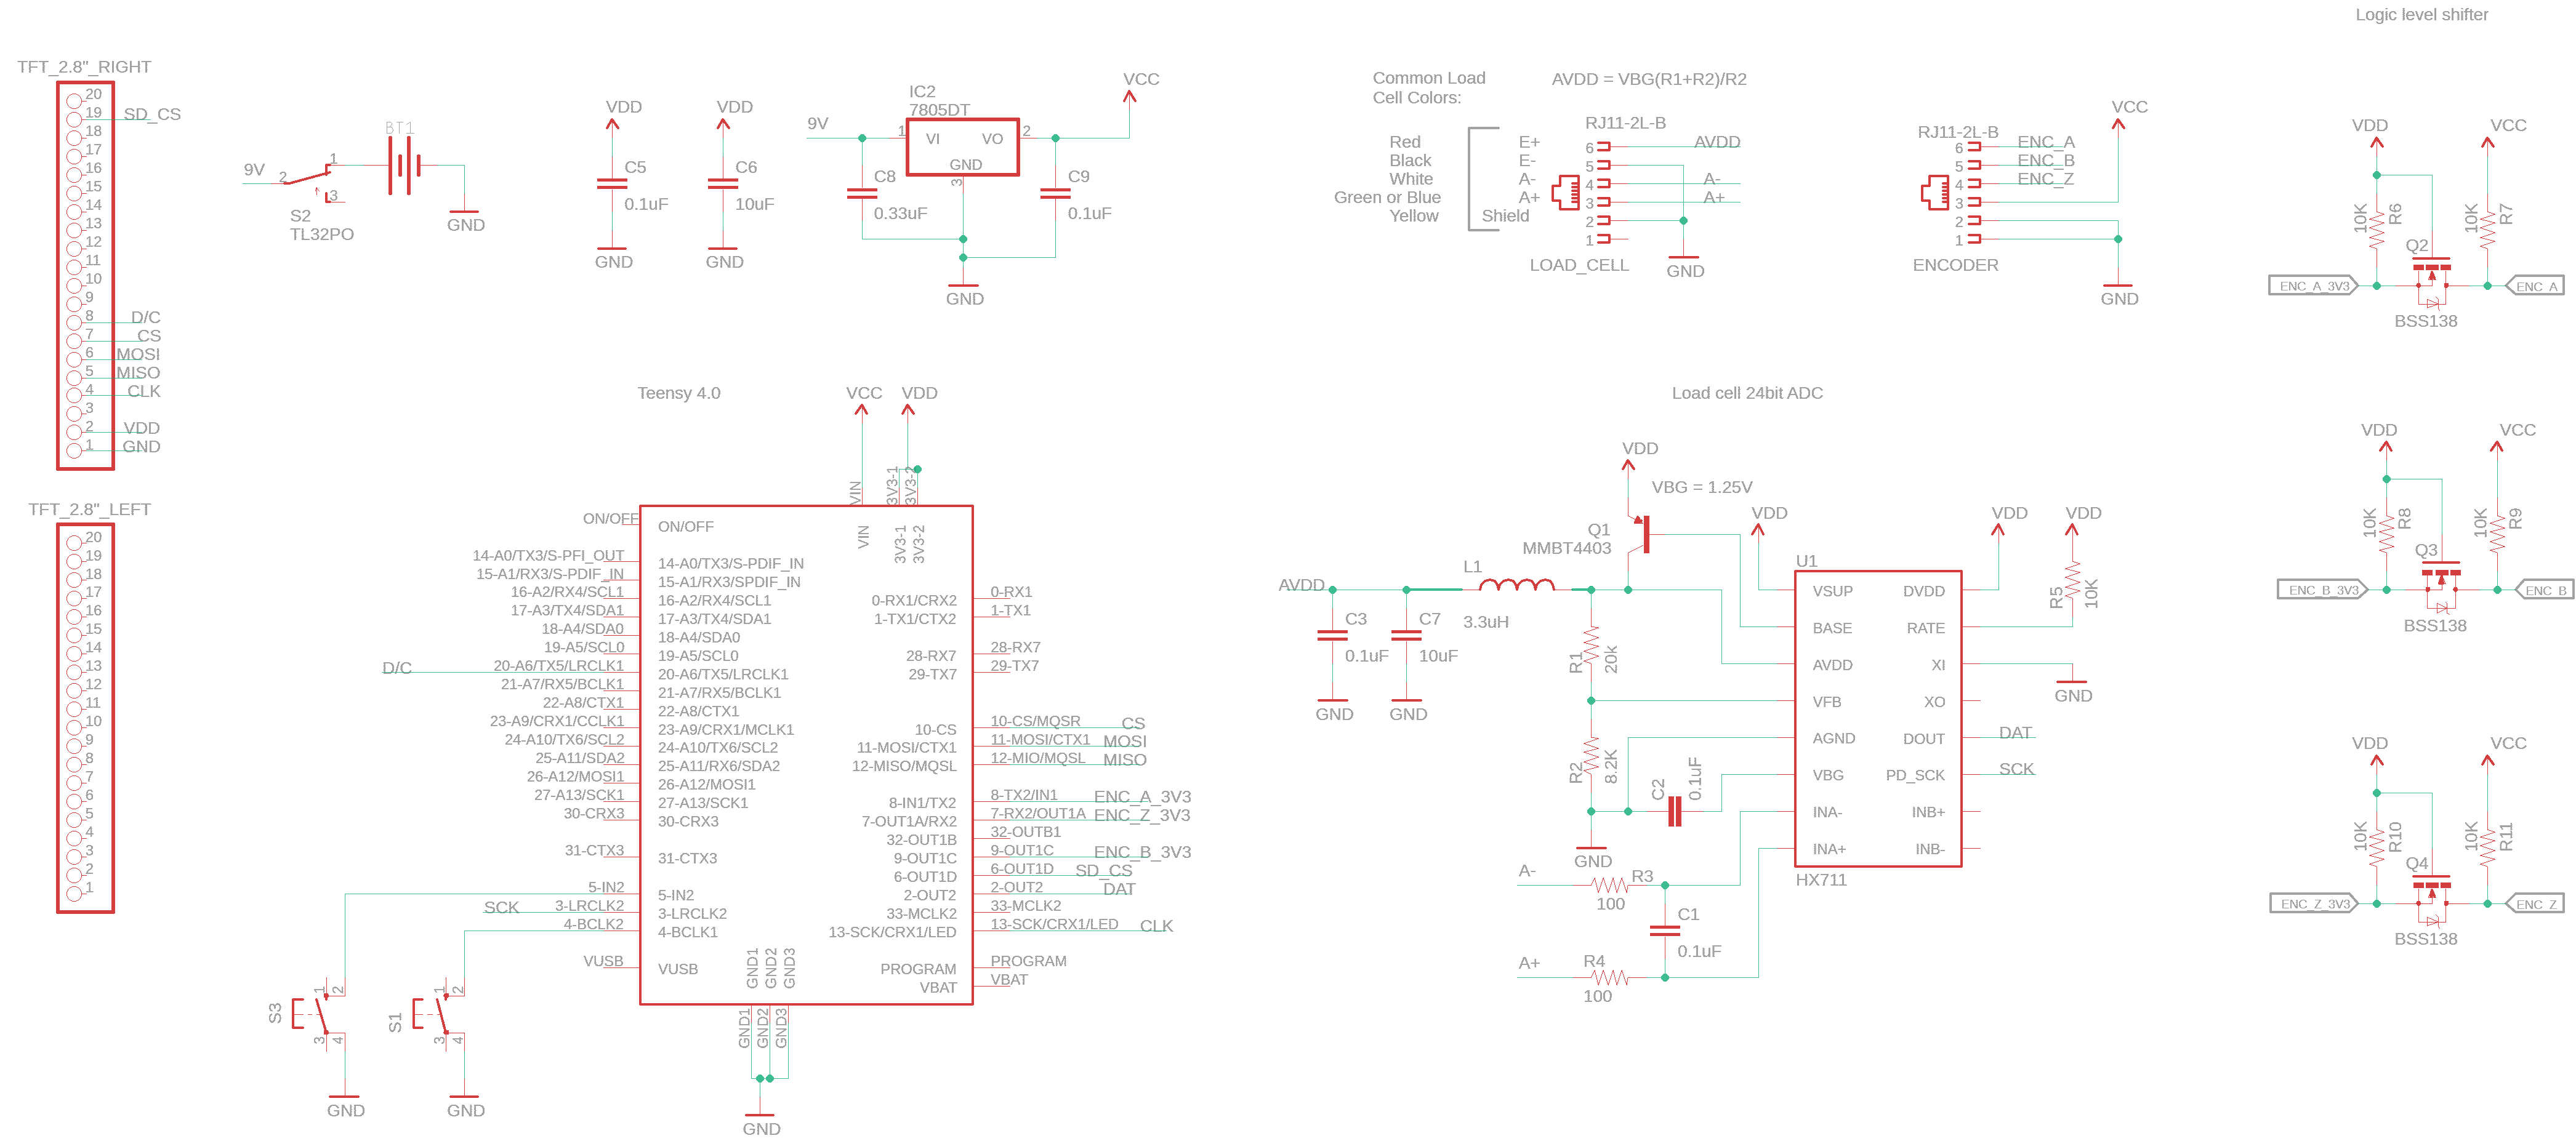 Logic level shifter
TFT_2.8"_RIGHT
20
19
SD_CS
18
17
16
15
14
13
12
11
10
9
8
D/C
7
CS
6
MOSI
5
MISO
4
CLK
3
2
VDD
1
GND
TFT_2.8"_LEFT
20
19
18
17
16
15
14
13
12
11
10
9
8
7
6
5
4
3
2
1
BT1
9V
2
1
3
S2
TL32PO
GND
VDD
C5
0.1uF
GND
VDD
C6
10uF
GND
IC2
7805DT
9V
1
VI
VO
2
GND
3
VCC
C8
0.33uF
C9
0.1uF
GND
Common Load
Cell Colors:
AVDD = VBG(R1+R2)/R2
RJ11-2L-B
Red
E+
6
AVDD
Black
E-
5
White
A-
4
A-
Green or Blue
A+
3
A+
Yellow
Shield
2
1
LOAD_CELL
GND
RJ11-2L-B
6
ENC_A
5
ENC_B
4
ENC_Z
3
2
1
ENCODER
VCC
GND
VDD
VCC
10K
R6
10K
R7
Q2
ENC_A_3V3
ENC_A
BSS138
VDD
VCC
10K
R8
10K
R9
Q3
ENC_B_3V3
ENC_B
BSS138
VDD
VCC
10K
R10
10K
R11
Q4
ENC_Z_3V3
ENC_Z
BSS138
Teensy 4.0
VCC
VDD
VIN
3V3-1
3V3-2
VIN
3V3-1
3V3-2
ON/OFF
ON/OFF
14-A0/TX3/S-PFI_OUT
14-A0/TX3/S-PDIF_IN
15-A1/RX3/S-PDIF_IN
15-A1/RX3/SPDIF_IN
16-A2/RX4/SCL1
16-A2/RX4/SCL1
17-A3/TX4/SDA1
17-A3/TX4/SDA1
18-A4/SDA0
18-A4/SDA0
19-A5/SCL0
19-A5/SCL0
D/C
20-A6/TX5/LRCLK1
20-A6/TX5/LRCLK1
21-A7/RX5/BCLK1
21-A7/RX5/BCLK1
22-A8/CTX1
22-A8/CTX1
23-A9/CRX1/CCLK1
23-A9/CRX1/MCLK1
24-A10/TX6/SCL2
24-A10/TX6/SCL2
25-A11/SDA2
25-A11/RX6/SDA2
26-A12/MOSI1
26-A12/MOSI1
27-A13/SCK1
27-A13/SCK1
30-CRX3
30-CRX3
31-CTX3
31-CTX3
5-IN2
5-IN2
SCK
3-LRCLK2
3-LRCLK2
4-BCLK2
4-BCLK1
VUSB
VUSB
0-RX1/CRX2
0-RX1
1-TX1/CTX2
1-TX1
28-RX7
28-RX7
29-TX7
29-TX7
10-CS
10-CS/MQSR
CS
11-MOSI/CTX1
11-MOSI/CTX1
MOSI
12-MISO/MQSL
12-MIO/MQSL
MISO
8-IN1/TX2
8-TX2/IN1
ENC_A_3V3
7-OUT1A/RX2
7-RX2/OUT1A
ENC_Z_3V3
32-OUT1B
32-OUTB1
9-OUT1C
9-OUT1C
ENC_B_3V3
6-OUT1D
6-OUT1D
SD_CS
2-OUT2
2-OUT2
DAT
33-MCLK2
33-MCLK2
13-SCK/CRX1/LED
13-SCK/CRX1/LED
CLK
PROGRAM
PROGRAM
VBAT
VBAT
GND1
GND2
GND3
GND1
GND2
GND3
GND
S3
1
2
3
4
GND
S1
1
2
3
4
GND
Load cell 24bit ADC
VDD
VBG = 1.25V
Q1
MMBT4403
AVDD
L1
3.3uH
C3
0.1uF
GND
C7
10uF
GND
R1
20k
R2
8.2K
C2
0.1uF
GND
VDD
U1
VSUP
BASE
AVDD
VFB
AGND
VBG
INA-
INA+
DVDD
RATE
XI
XO
DOUT
PD_SCK
INB+
INB-
HX711
VDD
VDD
R5
10K
GND
DAT
SCK
A-
R3
100
C1
0.1uF
A+
R4
100